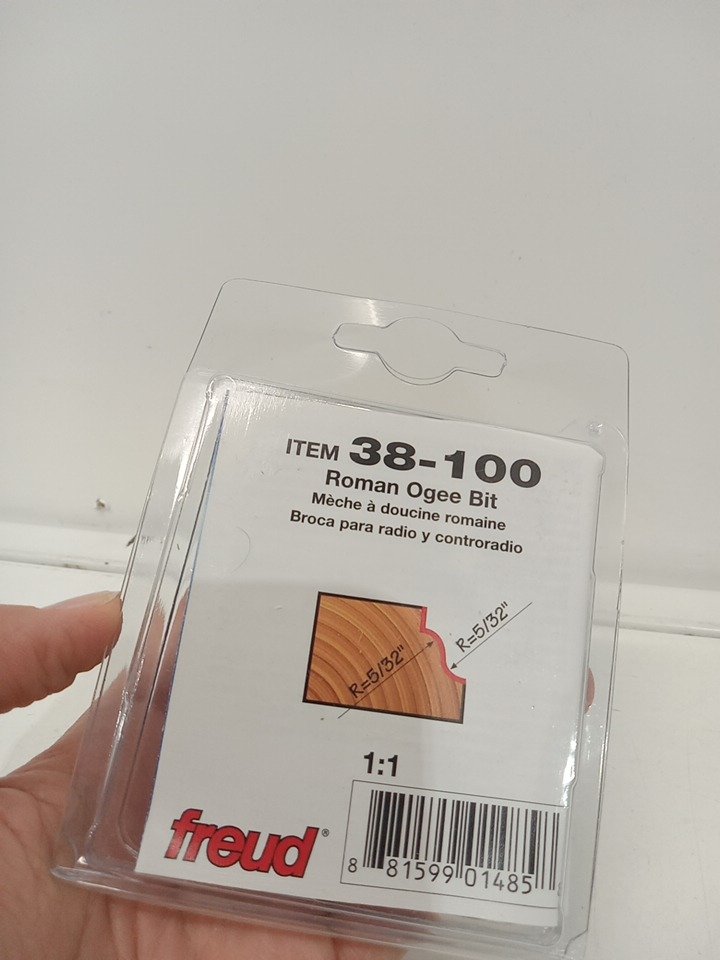 ITEM 38-100
Roman Ogee Bit
Mèche à doucine romaine
Broca para radio y controradio
R=5/32"
R=5/32"
1:1
freud®
8 81599 01485